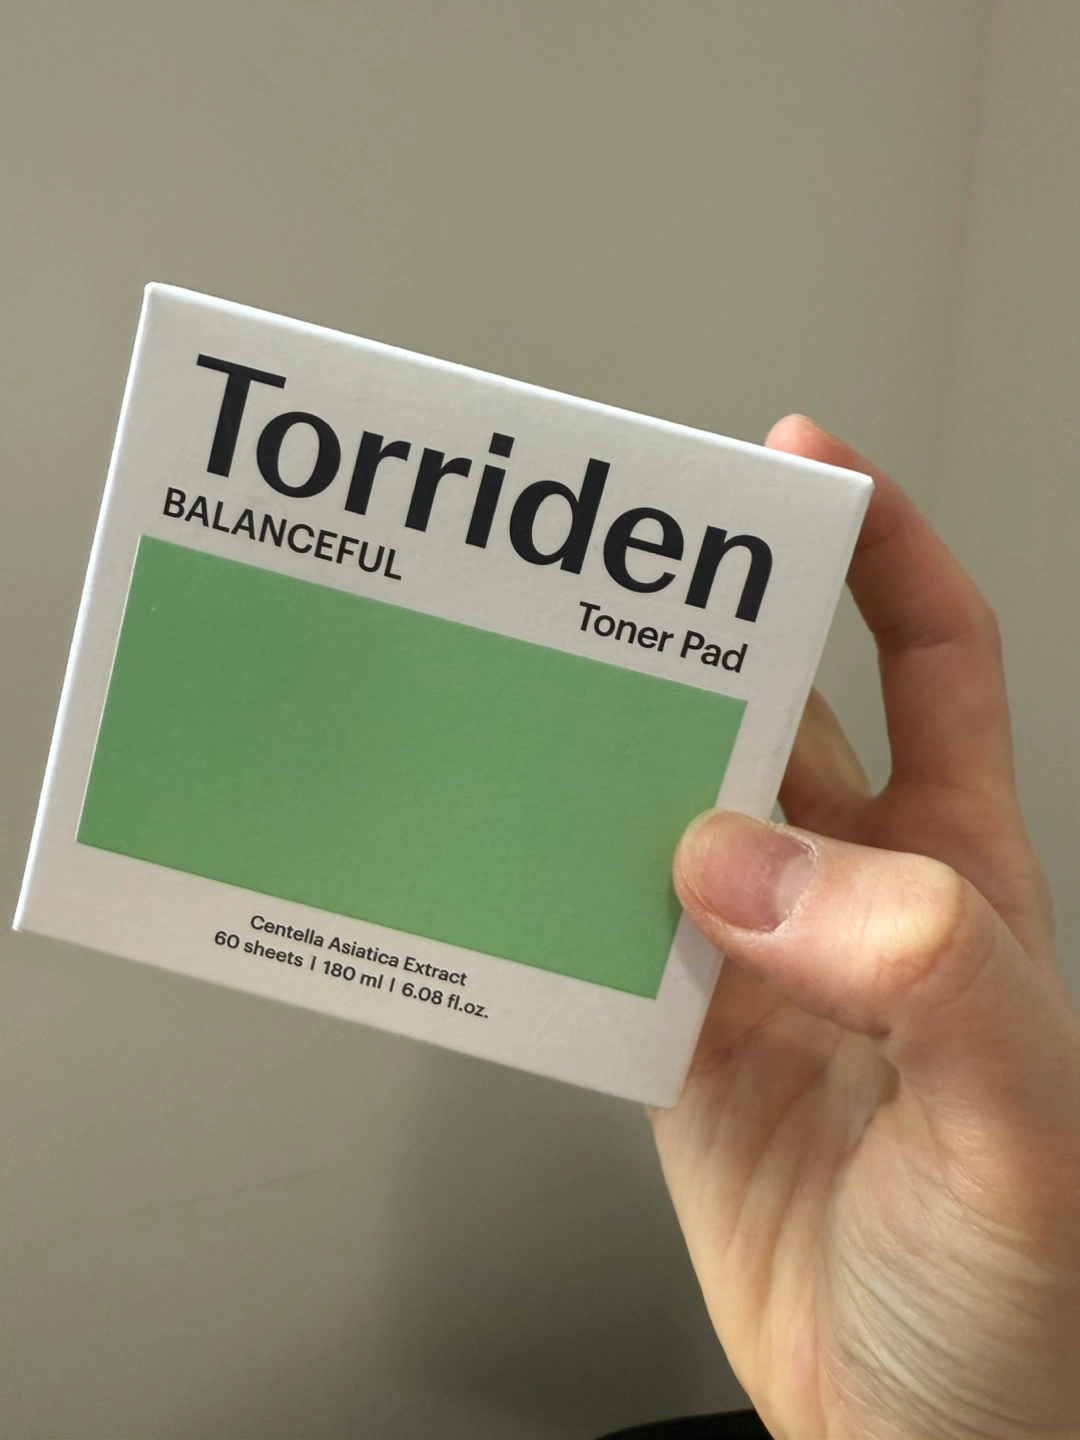 Torriden
BALANCEFUL
Toner Pad
Centella Asiatica Extract
60 sheets | 180 ml | 6.08 fl.oz.